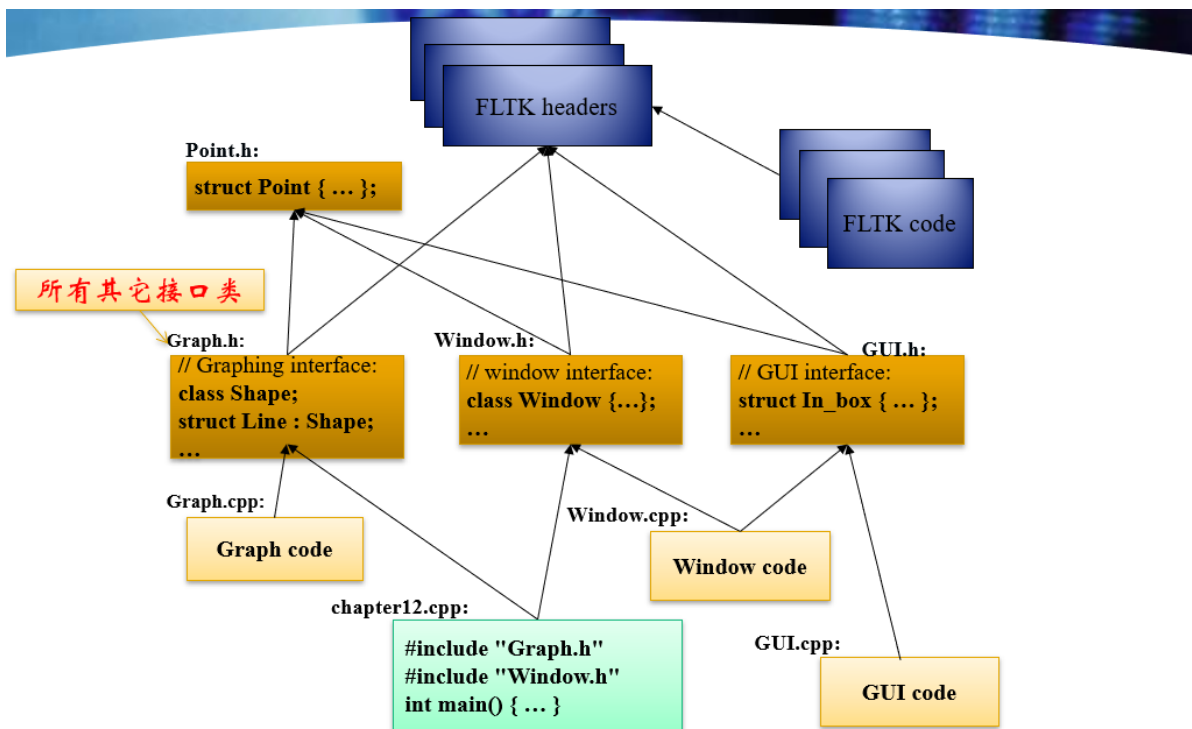 FLTK headers
Point.h:
struct Point { … };
FLTK code
所有其它接口类
Graph.h:
// Graphing interface:
class Shape;
struct Line : Shape;
…
Window.h:
// window interface:
class Window {…};
…
GUI.h:
// GUI interface:
struct In_box { … };
…
Graph.cpp:
Graph code
Window.cpp:
Window code
chapter12.cpp:
#include "Graph.h"
#include "Window.h"
int main() { … }
GUI.cpp:
GUI code